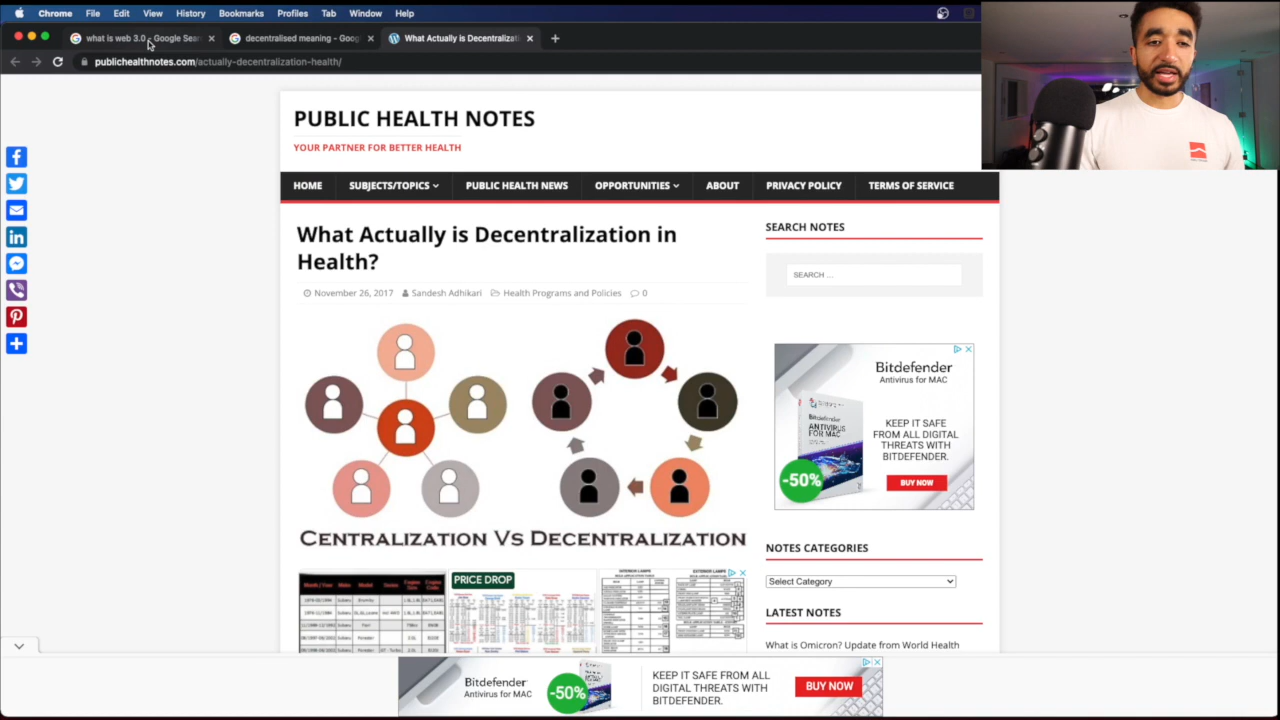 Chrome File Edit View History Bookmarks Profiles Tab Window Help
what is web 3.0 - Google Sear
decentralised meaning - Goog
What Actually is Decentralizati
publichealthnotes.com/actually-decentralization-health/
PUBLIC HEALTH NOTES
YOUR PARTNER FOR BETTER HEALTH
HOME SUBJECTS/TOPICS PUBLIC HEALTH NEWS OPPORTUNITIES ABOUT PRIVACY POLICY TERMS OF SERVICE
What Actually is Decentralization in
Health?
November 26, 2017 Sandesh Adhikari Health Programs and Policies 0
CENTRALIZATION VS DECENTRALIZATION
PRICE DROP
SEARCH NOTES
SEARCH ...
Bitdefender
Antivirus for MAC
KEEP IT SAFE
FROM ALL DIGITAL
THREATS WITH
BITDEFENDER.
-50%
BUY NOW
NOTES CATEGORIES
Select Category
LATEST NOTES
What is Omicron? Update from World Health
Bitdefender
Antivirus for MAC
-50%
KEEP IT SAFE FROM ALL
DIGITAL THREATS WITH
BITDEFENDER.
BUY NOW